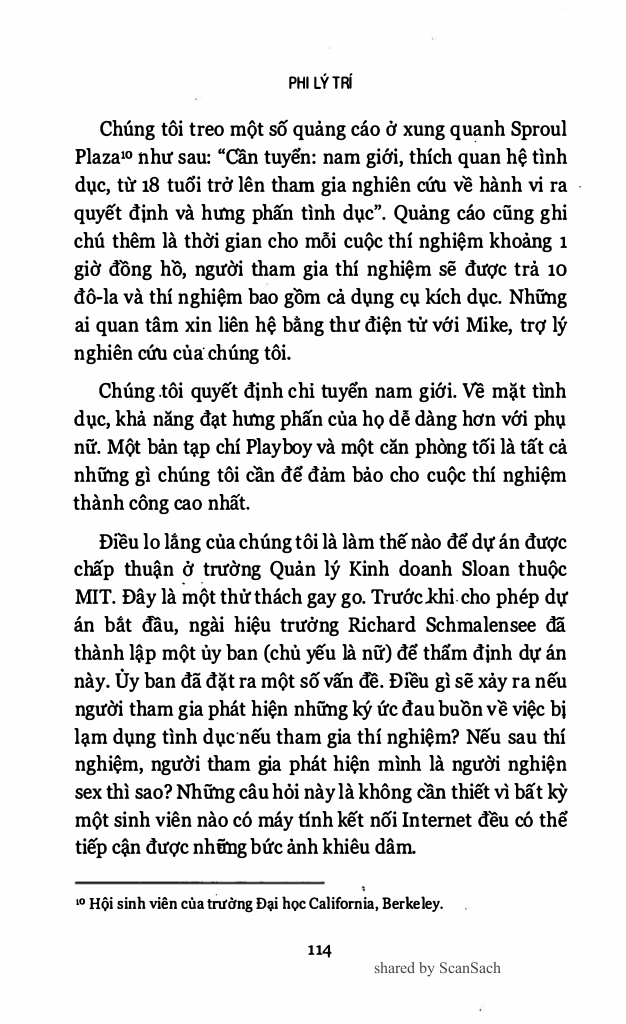 PHI LÝ TRÍ
Chúng tôi treo một số quảng cáo ở xung quanh Sproul
Plaza¹⁰ như sau: “Cần tuyển: nam giới, thích quan hệ tình
dục, từ 18 tuổi trở lên tham gia nghiên cứu về hành vi ra
quyết định và hưng phấn tình dục”. Quảng cáo cũng ghi
chú thêm là thời gian cho mỗi cuộc thí nghiệm khoảng 1
giờ đồng hồ, người tham gia thí nghiệm sẽ được trả 10
đô-la và thí nghiệm bao gồm cả dụng cụ kích dục. Những
ai quan tâm xin liên hệ bằng thư điện tử với Mike, trợ lý
nghiên cứu của chúng tôi.
Chúng tôi quyết định chi tuyển nam giới. Về mặt tình
dục, khả năng đạt hưng phấn của họ dễ dàng hơn với phụ
nữ. Một bản tạp chí Playboy và một căn phòng tối là tất cả
những gì chúng tôi cần để đảm bảo cho cuộc thí nghiệm
thành công cao nhất.
Điều lo lắng của chúng tôi là làm thế nào để dự án được
chấp thuận ở trường Quản lý Kinh doanh Sloan thuộc
MIT. Đây là một thử thách gay go. Trước khi cho phép dự
án bắt đầu, ngài hiệu trưởng Richard Schmalensee đã
thành lập một ủy ban (chủ yếu là nữ) để thẩm định dự án
này. Ủy ban đã đặt ra một số vấn đề. Điều gì sẽ xảy ra nếu
người tham gia phát hiện những ký ức đau buồn về việc bị
lạm dụng tình dục nếu tham gia thí nghiệm? Nếu sau thí
nghiệm, người tham gia phát hiện mình là người nghiện
sex thì sao? Những câu hỏi này là không cần thiết vì bất kỳ
một sinh viên nào có máy tính kết nối Internet đều có thể
tiếp cận được những bức ảnh khiêu dâm.
¹⁰ Hội sinh viên của trường Đại học California, Berkeley.
114
shared by ScanSach